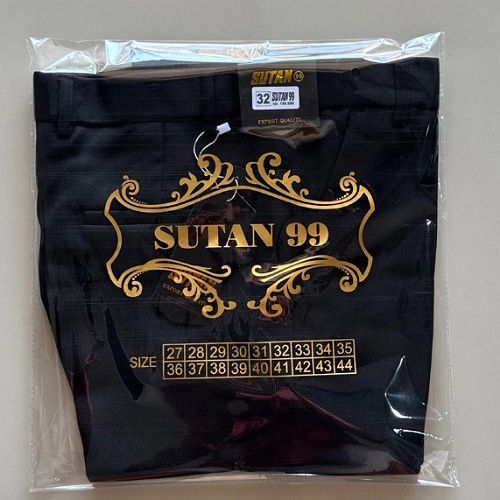 SUTAN 99
32 SUTAN 99
EXPORT QUALITY
SUTAN 99
SIZE
27 28 29 30 31 32 33 34 35
36 37 38 39 40 41 42 43 44